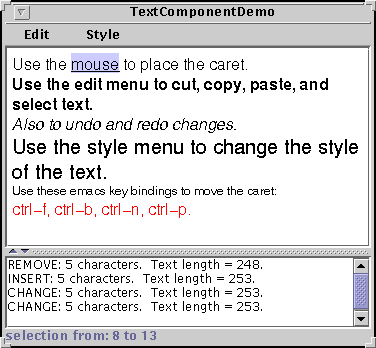 TextComponentDemo
Edit Style
Use the mouse to place the caret.
Use the edit menu to cut, copy, paste, and
select text.
Also to undo and redo changes.
Use the style menu to change the style
of the text.
Use these emacs key bindings to move the caret:
ctrl–f, ctrl–b, ctrl–n, ctrl–p.
REMOVE: 5 characters. Text length = 248.
INSERT: 5 characters. Text length = 253.
CHANGE: 5 characters. Text length = 253.
CHANGE: 5 characters. Text length = 253.
selection from: 8 to 13